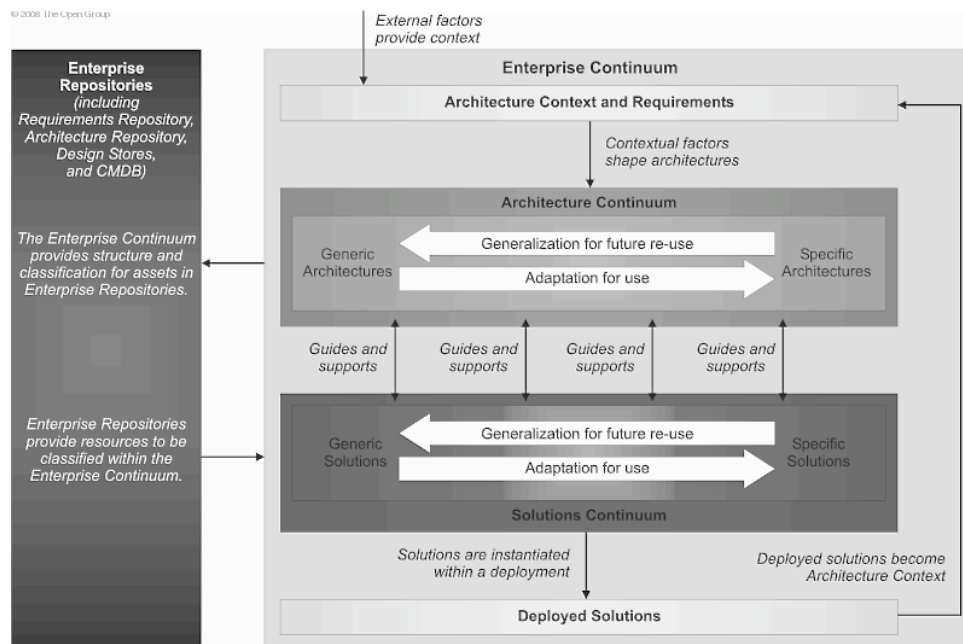 © 2008 The Open Group
External factors
provide context
Enterprise
Repositories
(including
Requirements Repository,
Architecture Repository,
Design Stores,
and CMDB)
The Enterprise Continuum
provides structure and
classification for assets in
Enterprise Repositories.
Enterprise Repositories
provide resources to be
classified within the
Enterprise Continuum.
Enterprise Continuum
Architecture Context and Requirements
Contextual factors
shape architectures
Architecture Continuum
Generic
Architectures
Generalization for future re-use
Adaptation for use
Specific
Architectures
Guides and
supports
Guides and
supports
Guides and
supports
Guides and
supports
Generic
Solutions
Generalization for future re-use
Adaptation for use
Specific
Solutions
Solutions Continuum
Solutions are instantiated
within a deployment
Deployed solutions become
Architecture Context
Deployed Solutions